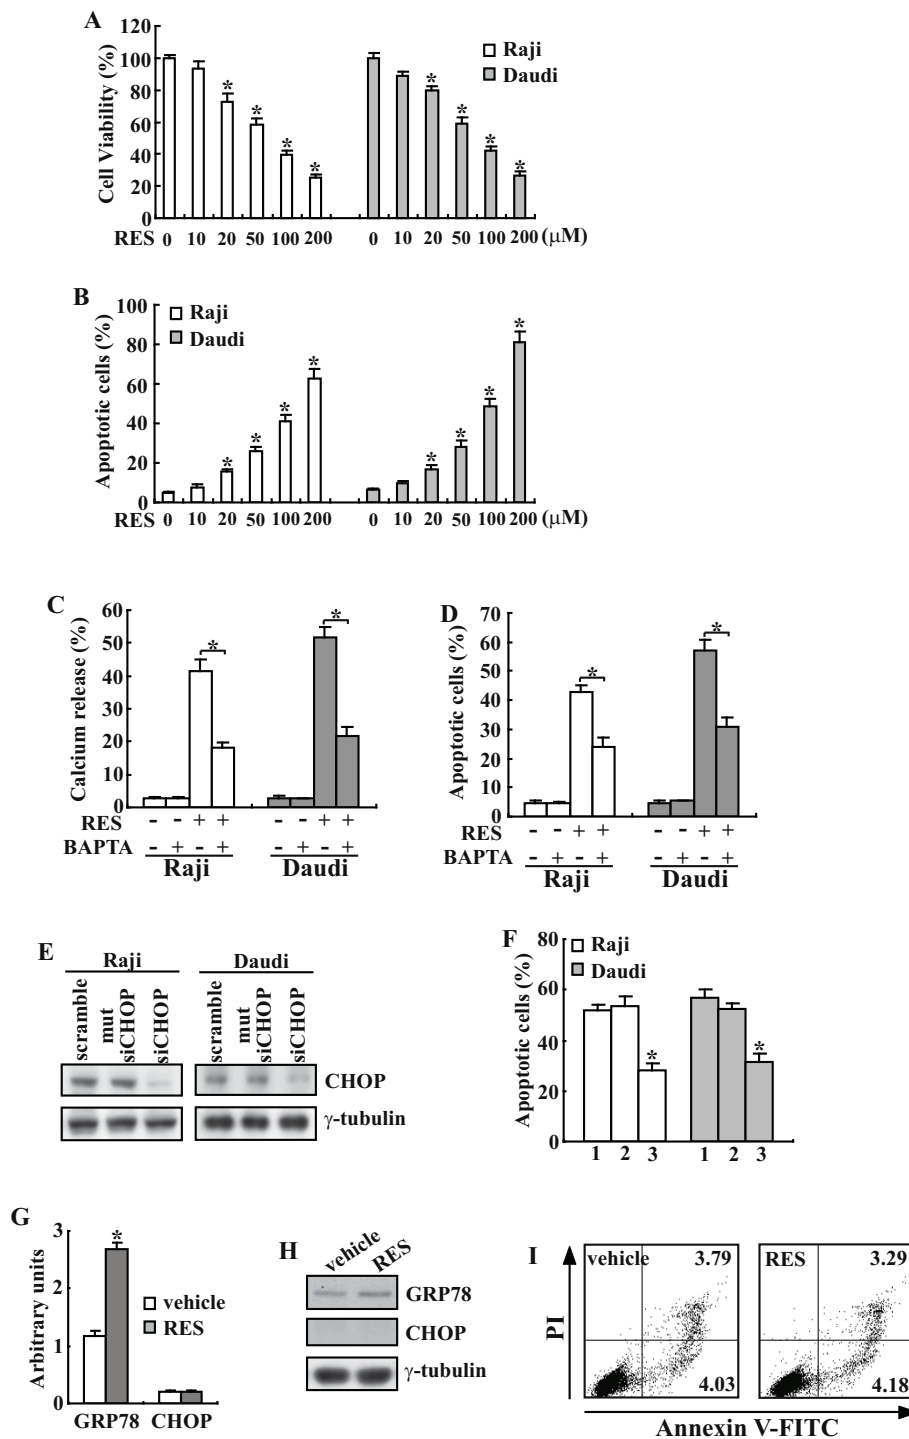 A
Cell Viability (%)
120
100
80
60
40
20
0
Raji
Daudi
* * * * * * * *
RES 0 10 20 50 100 200 0 10 20 50 100 200 (μM)
B
Apoptotic cells (%)
100
80
60
40
20
0
Raji
Daudi
* * * * * * * *
RES 0 10 20 50 100 200 0 10 20 50 100 200 (μM)
C
Calcium release (%)
60
50
40
30
20
10
0
* *
RES - - + + - - + +
BAPTA - + - + - + - +
Raji Daudi
D
Apoptotic cells (%)
70
60
50
40
30
20
10
0
* *
RES - - + + - - + +
BAPTA - + - + - + - +
Raji Daudi
E
Raji Daudi
scramble
mut siCHOP
siCHOP
scramble
mut siCHOP
siCHOP
CHOP
γ-tubulin
F
Apoptotic cells (%)
80
60
40
20
0
Raji
Daudi
* *
1 2 3 1 2 3
G
Arbitrary units
3
2
1
0
*
vehicle
RES
GRP78 CHOP
H
vehicle
RES
GRP78
CHOP
γ-tubulin
I
PI
vehicle 3.79
4.03
RES 3.29
4.18
Annexin V-FITC